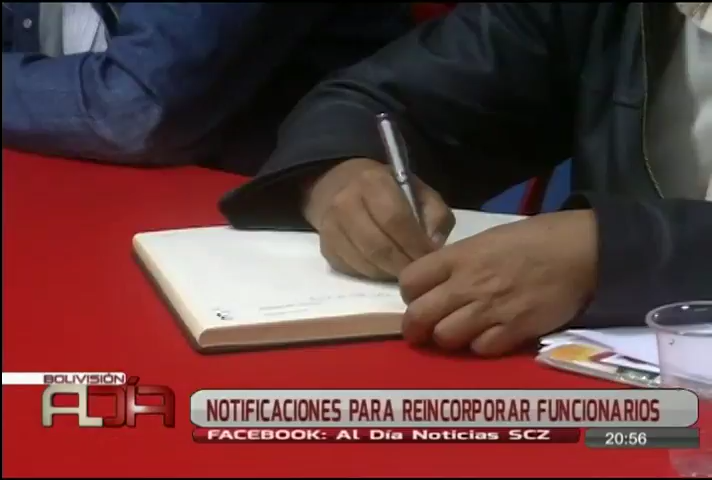 BOLIVISIÓN
AL DÍA
NOTIFICACIONES PARA REINCORPORAR FUNCIONARIOS
FACEBOOK: Al Día Noticias SCZ
20:56